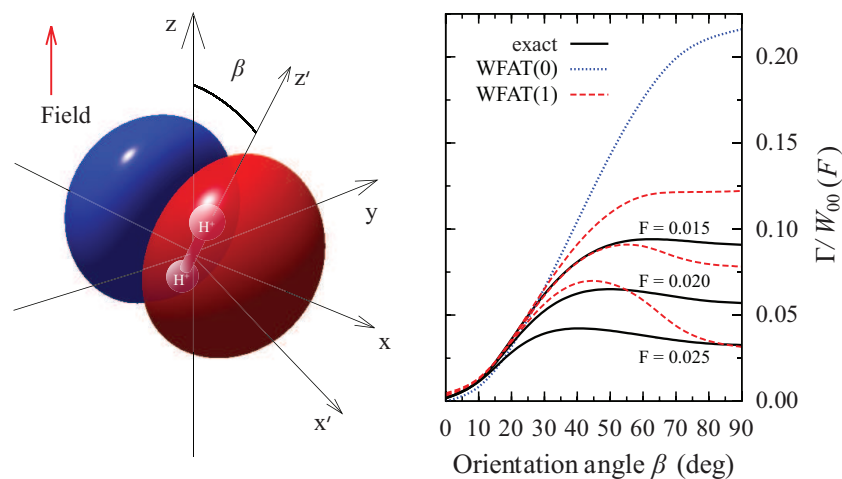 Field
z
β
z′
y
x
x′
H⁺
H⁺
exact
WFAT(0)
WFAT(1)
F = 0.015
F = 0.020
F = 0.025
0.20
0.15
0.10
0.05
0.00
Γ/W₀₀(F)
0 10 20 30 40 50 60 70 80 90
Orientation angle β (deg)